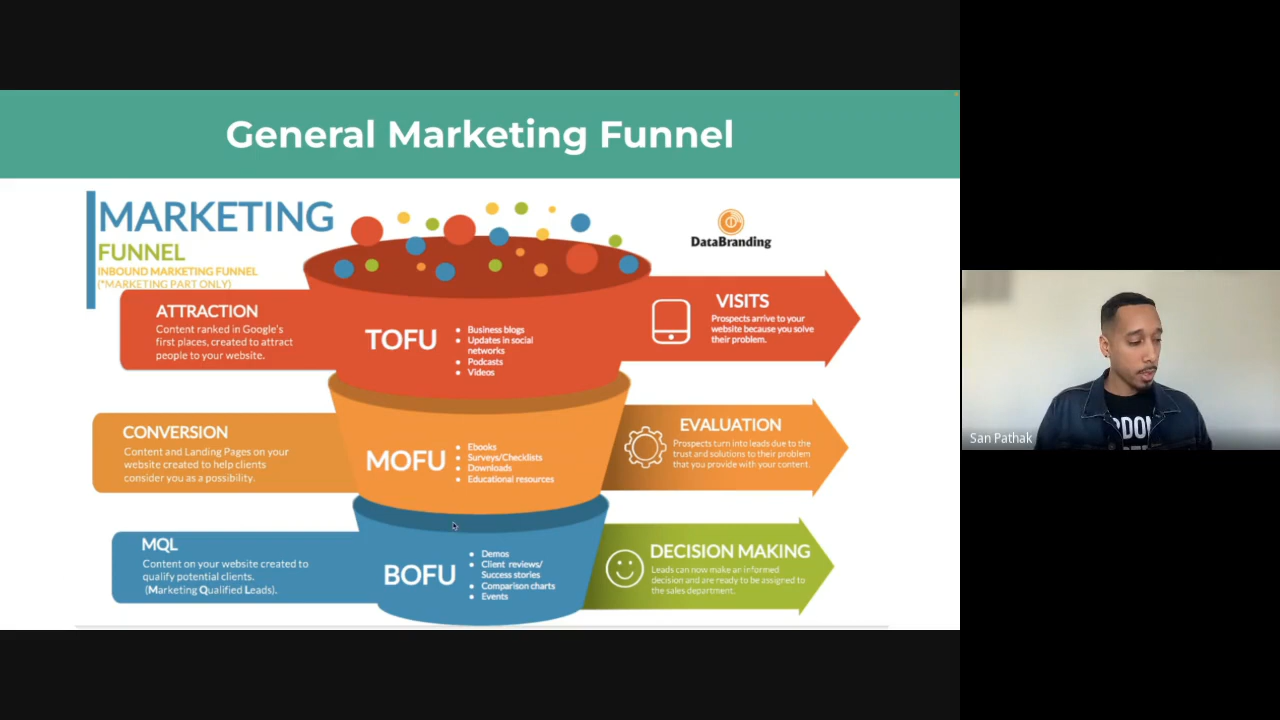 General Marketing Funnel
MARKETING
FUNNEL
INBOUND MARKETING FUNNEL
(*MARKETING PART ONLY)
DataBranding
ATTRACTION
Content ranked in Google's
first places, created to attract
people to your website.
TOFU
• Business blogs
• Updates in social
networks
• Podcasts
• Videos
VISITS
Prospects arrive to your
website because you solve
their problem.
CONVERSION
Content and Landing Pages on your
website created to help clients
consider you as a possibility.
MOFU
• Ebooks
• Surveys/Checklists
• Downloads
• Educational resources
EVALUATION
Prospects turn into leads due to the
trust and solutions to their problem
that you provide with your content.
MQL
Content on your website created to
qualify potential clients.
(Marketing Qualified Leads).
BOFU
• Demos
• Client reviews/
Success stories
• Comparison charts
• Events
DECISION MAKING
Leads can now make an informed
decision and are ready to be assigned to
the sales department.
San Pathak